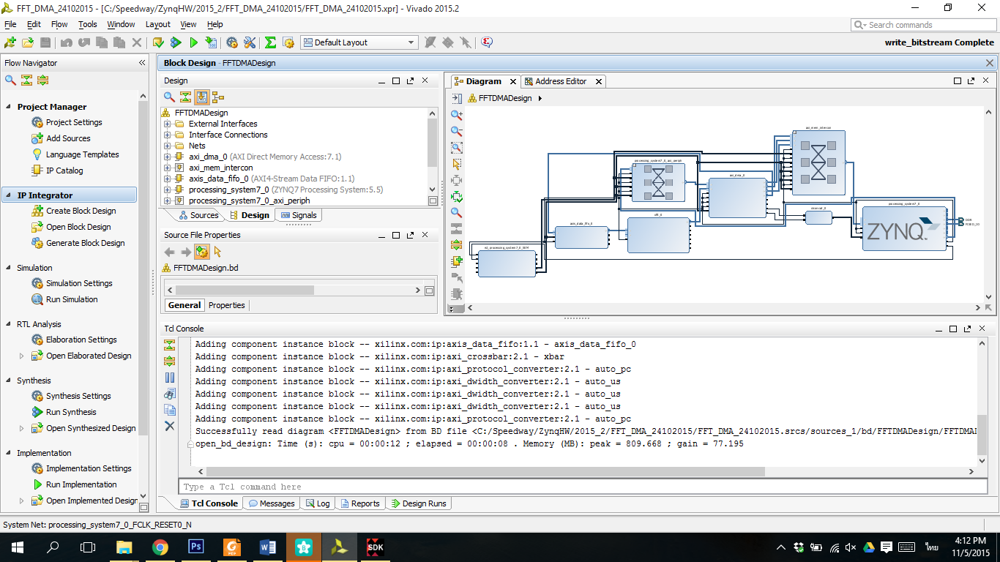 FFT_DMA_24102015 - [C:/Speedway/ZynqHW/2015_2/FFT_DMA_24102015/FFT_DMA_24102015.xpr] - Vivado 2015.2
File Edit Flow Tools Window Layout View Help
Search commands
Default Layout
write_bitstream Complete
Flow Navigator
Project Manager
Project Settings
Add Sources
Language Templates
IP Catalog
IP Integrator
Create Block Design
Open Block Design
Generate Block Design
Simulation
Simulation Settings
Run Simulation
RTL Analysis
Elaboration Settings
Open Elaborated Design
Synthesis
Synthesis Settings
Run Synthesis
Open Synthesized Design
Implementation
Implementation Settings
Run Implementation
Open Implemented Design
Block Design - FFTDMADesign
Design
FFTDMADesign
External Interfaces
Interface Connections
Nets
axi_dma_0 (AXI Direct Memory Access:7.1)
axi_mem_intercon
axis_data_fifo_0 (AXI4-Stream Data FIFO:1.1)
processing_system7_0 (ZYNQ7 Processing System:5.5)
processing_system7_0_axi_periph
Sources Design Signals
Source File Properties
FFTDMADesign.bd
General Properties
Diagram Address Editor
FFTDMADesign
axi_mem_intercon
processing_system7_0_axi_periph
axi_dma_0
processing_system7_0
xlconcat_0
axis_data_fifo_0
xfft_0
rst_processing_system7_0_50M
ZYNQ
DDR
FIXED_IO
Tcl Console
Adding component instance block -- xilinx.com:ip:axis_data_fifo:1.1 - axis_data_fifo_0
Adding component instance block -- xilinx.com:ip:axi_crossbar:2.1 - xbar
Adding component instance block -- xilinx.com:ip:axi_protocol_converter:2.1 - auto_pc
Adding component instance block -- xilinx.com:ip:axi_dwidth_converter:2.1 - auto_us
Adding component instance block -- xilinx.com:ip:axi_dwidth_converter:2.1 - auto_us
Adding component instance block -- xilinx.com:ip:axi_dwidth_converter:2.1 - auto_us
Adding component instance block -- xilinx.com:ip:axi_protocol_converter:2.1 - auto_pc
Successfully read diagram <FFTDMADesign> from BD file <C:/Speedway/ZynqHW/2015_2/FFT_DMA_24102015/FFT_DMA_24102015.srcs/sources_1/bd/FFTDMADesign/FFTDMA
open_bd_design: Time (s): cpu = 00:00:12 ; elapsed = 00:00:08 . Memory (MB): peak = 809.668 ; gain = 77.195
Type a Tcl command here
Tcl Console Messages Log Reports Design Runs
System Net: processing_system7_0_FCLK_RESET0_N
Ps
PDF
W
B
SDK
ไทย
4:12 PM
11/5/2015